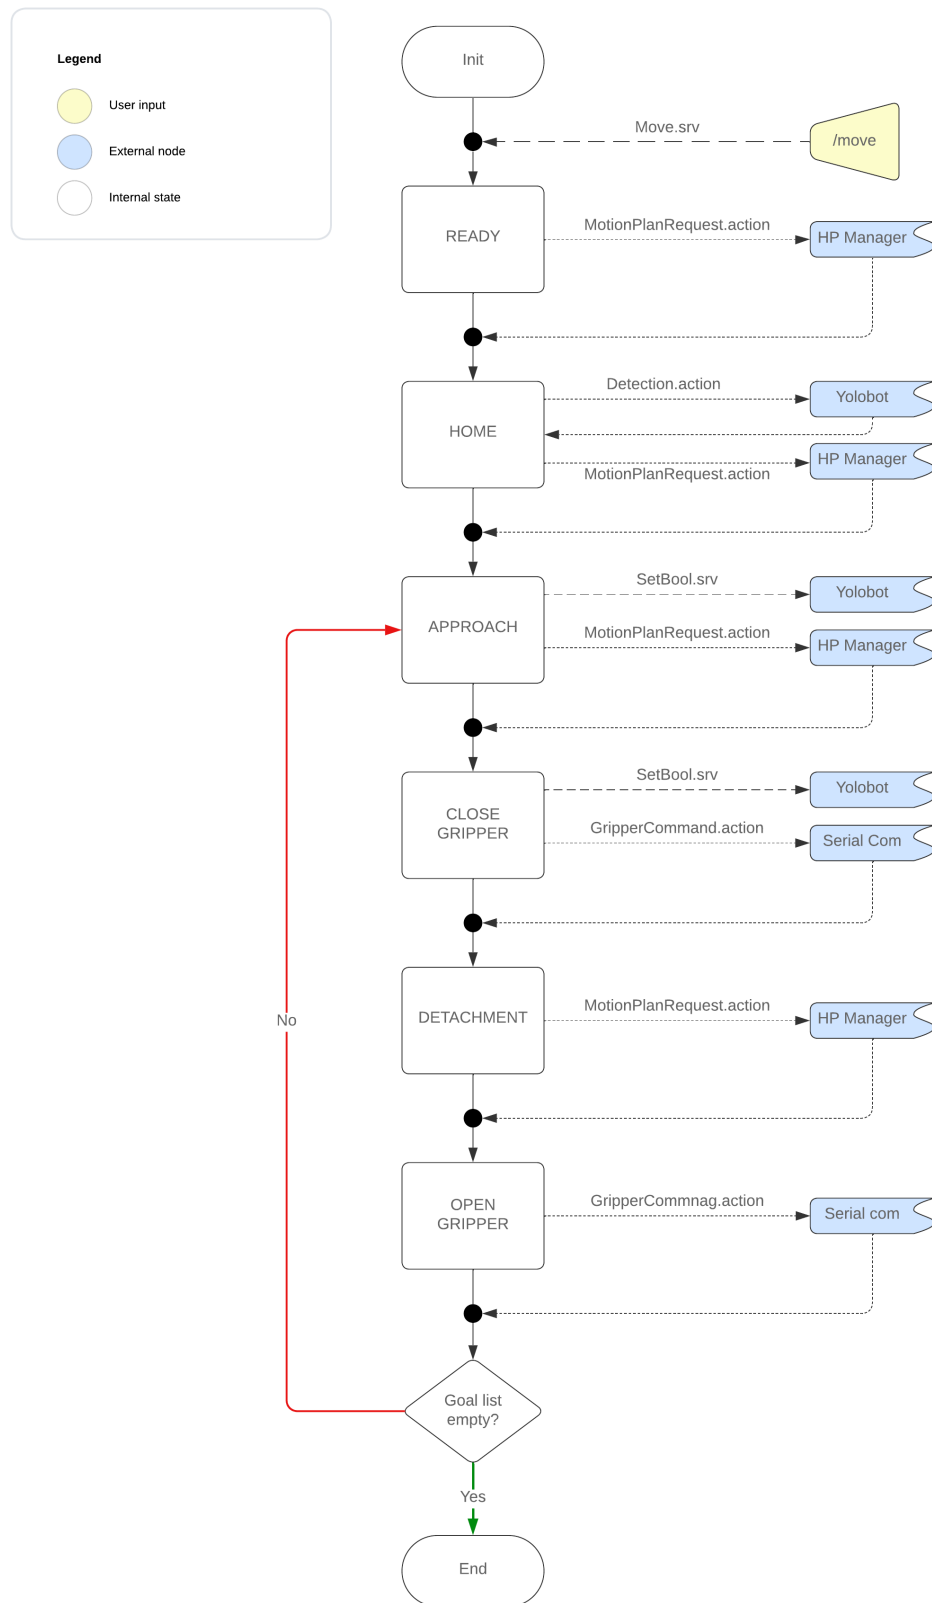 Legend
User input
External node
Internal state
Init
Move.srv
/move
READY
MotionPlanRequest.action
HP Manager
HOME
Detection.action
Yolobot
HP Manager
MotionPlanRequest.action
APPROACH
SetBool.srv
Yolobot
MotionPlanRequest.action
HP Manager
CLOSE
GRIPPER
SetBool.srv
Yolobot
GripperCommand.action
Serial Com
DETACHMENT
MotionPlanRequest.action
HP Manager
No
OPEN
GRIPPER
GripperCommnag.action
Serial com
Goal list
empty?
Yes
End